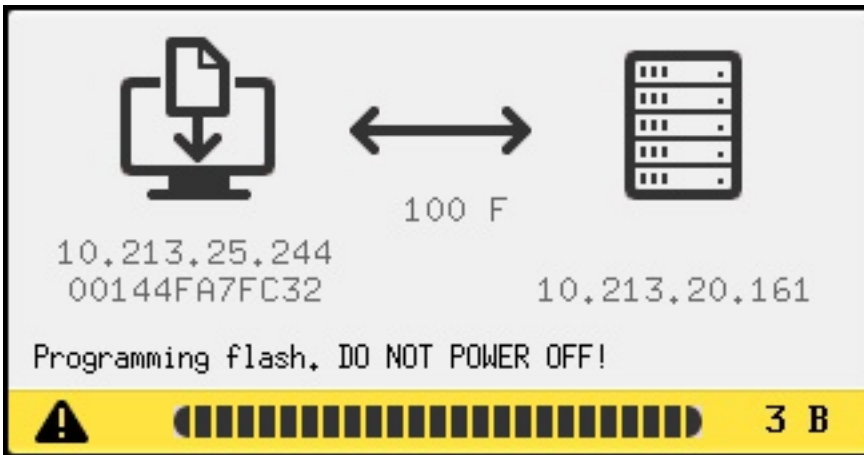 100 F
10.213.25.244
00144FA7FC32
10.213.20.161
Programming flash. DO NOT POWER OFF!
3 B